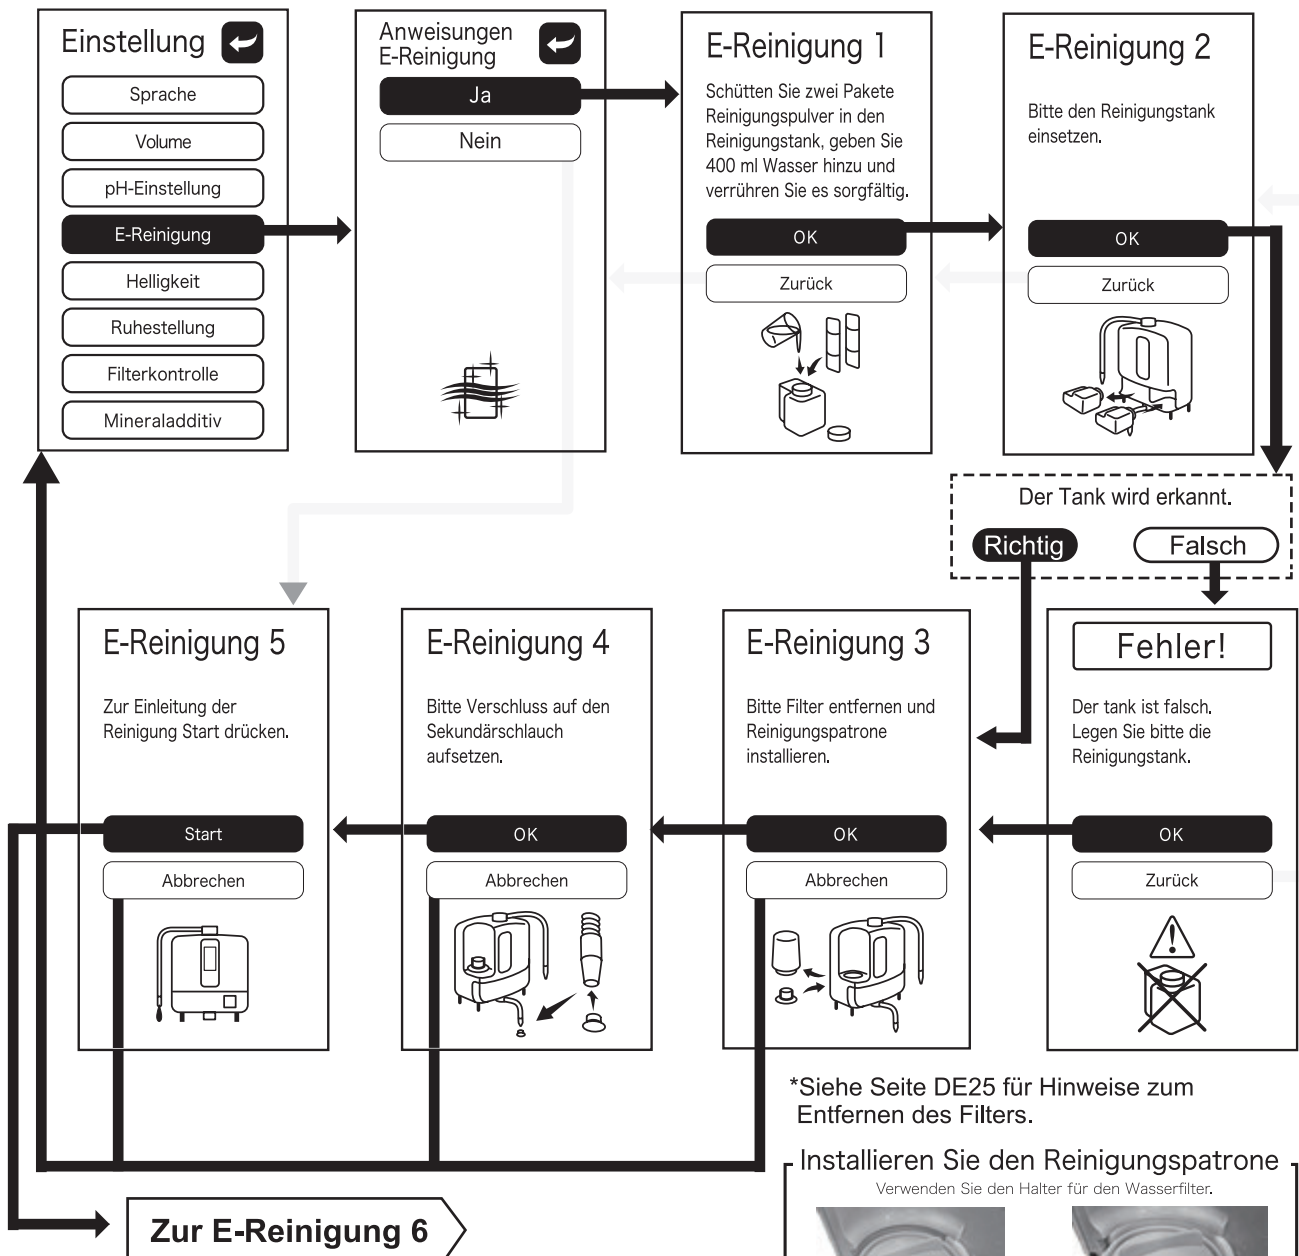 Einstellung
Sprache
Volume
pH-Einstellung
E-Reinigung
Helligkeit
Ruhestellung
Filterkontrolle
Mineraladditiv
Anweisungen
E-Reinigung
Ja
Nein
E-Reinigung 1
Schütten Sie zwei Pakete
Reinigungspulver in den
Reinigungstank, geben Sie
400 ml Wasser hinzu und
verrühren Sie es sorgfältig.
OK
Zurück
E-Reinigung 2
Bitte den Reinigungstank
einsetzen.
OK
Zurück
Der Tank wird erkannt.
Richtig
Falsch
Fehler!
Der tank ist falsch.
Legen Sie bitte die
Reinigungstank.
OK
Zurück
E-Reinigung 3
Bitte Filter entfernen und
Reinigungspatrone
installieren.
OK
Abbrechen
E-Reinigung 4
Bitte Verschluss auf den
Sekundärschlauch
aufsetzen.
OK
Abbrechen
E-Reinigung 5
Zur Einleitung der
Reinigung Start drücken.
Start
Abbrechen
*Siehe Seite DE25 für Hinweise zum
Entfernen des Filters.
Installieren Sie den Reinigungspatrone
Verwenden Sie den Halter für den Wasserfilter.
Zur E-Reinigung 6